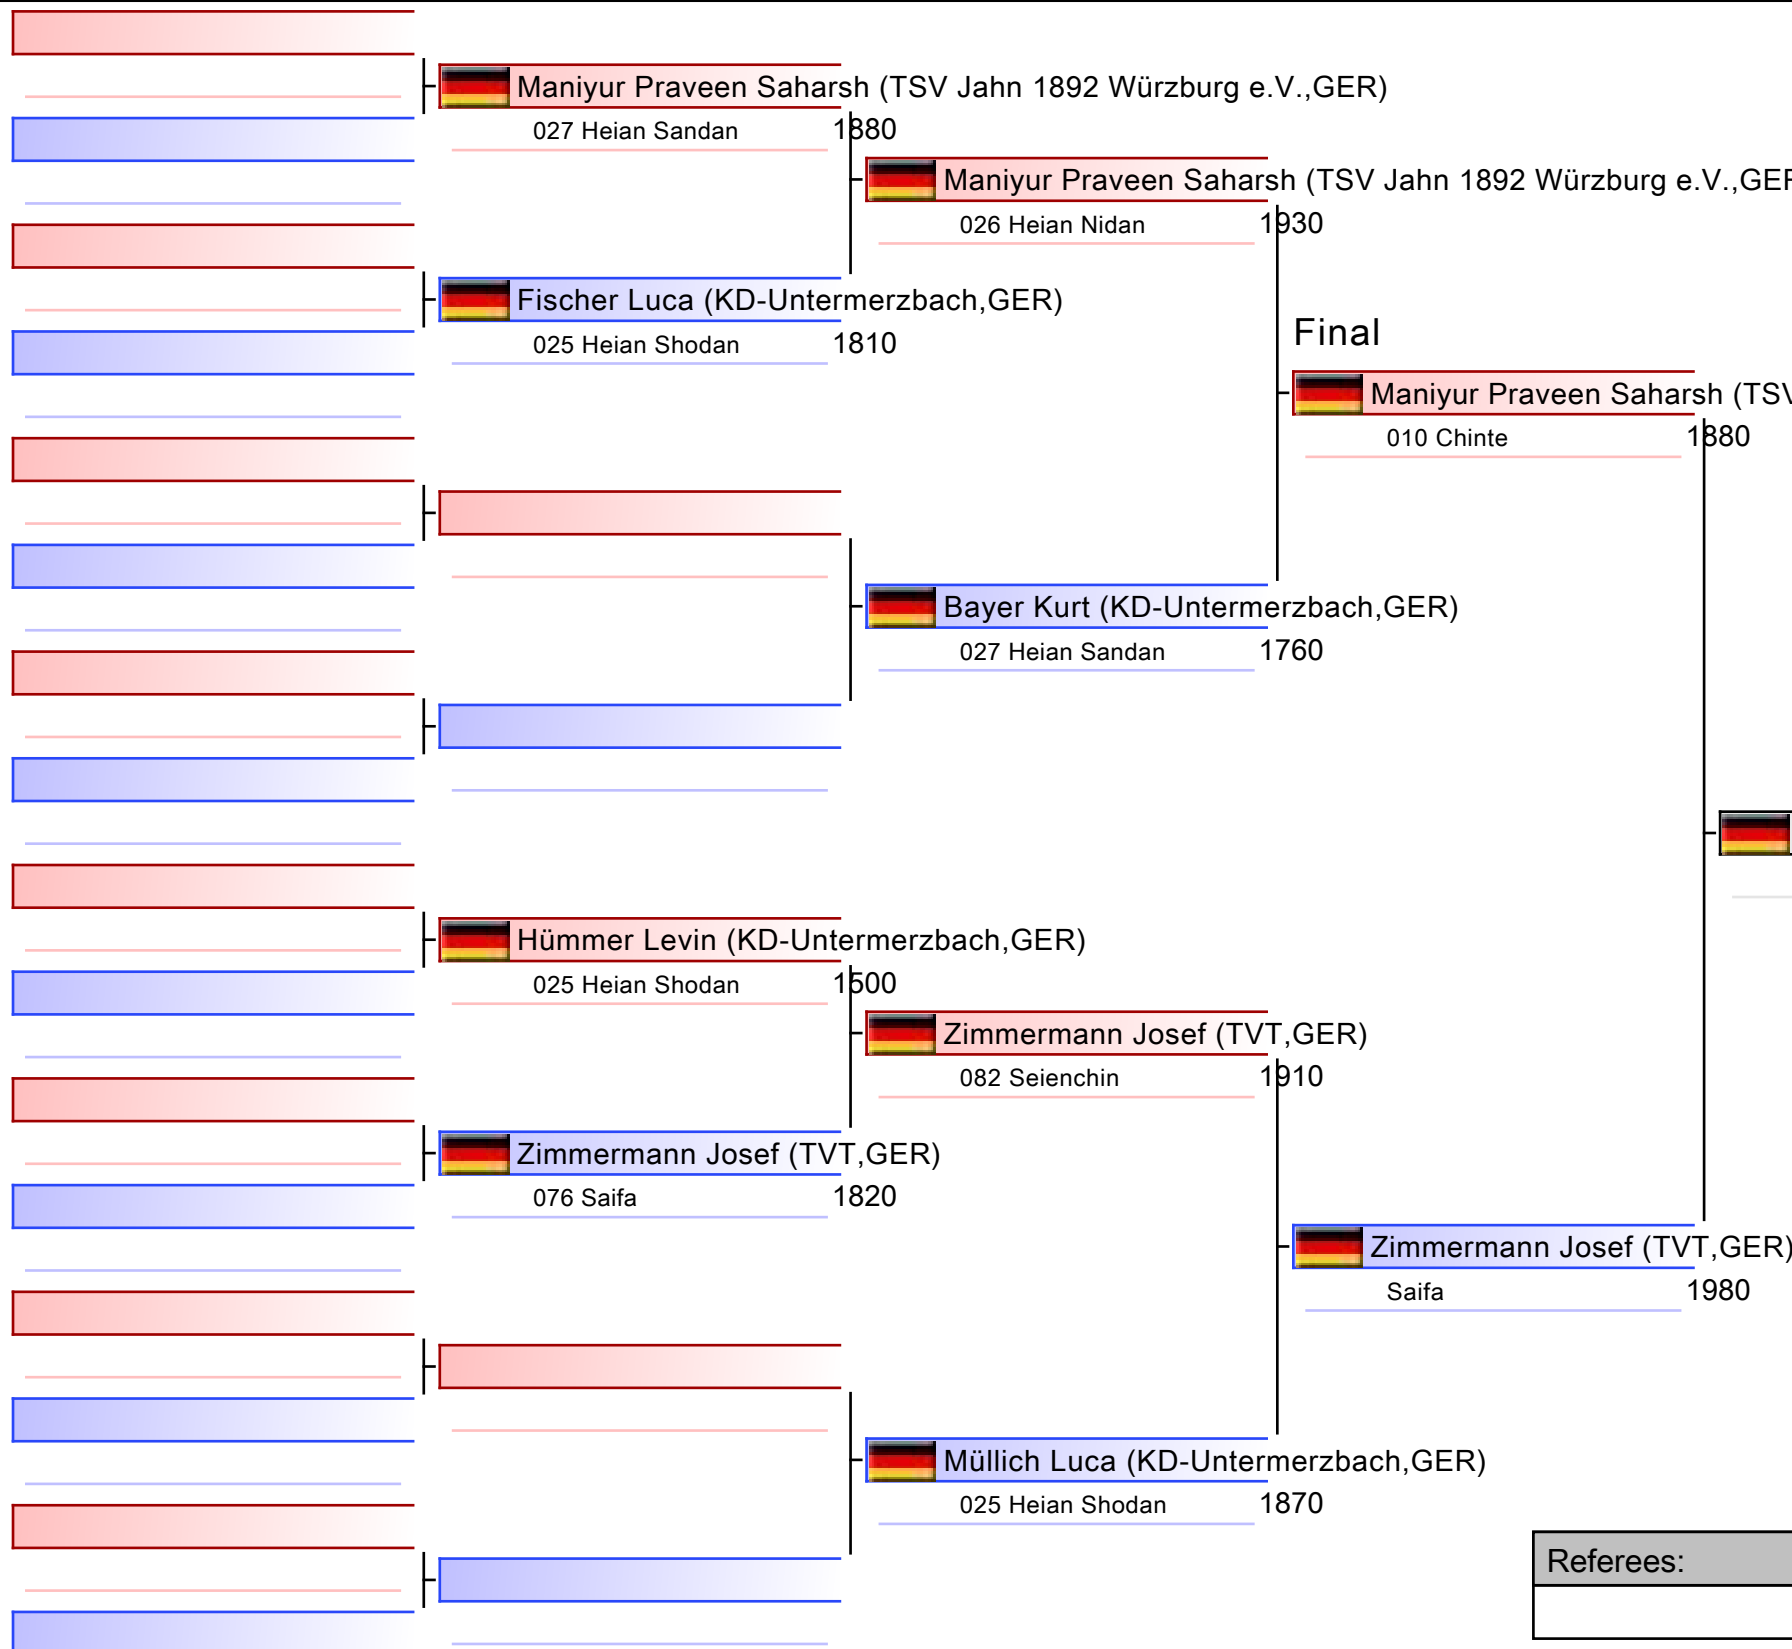 Maniyur Praveen Saharsh (TSV Jahn 1892 Würzburg e.V.,GER)
027 Heian Sandan 1880
Maniyur Praveen Saharsh (TSV Jahn 1892 Würzburg e.V.,GER
026 Heian Nidan 1930
Fischer Luca (KD-Untermerzbach,GER)
025 Heian Shodan 1810
Final
Maniyur Praveen Saharsh (TSV
010 Chinte 1880
Bayer Kurt (KD-Untermerzbach,GER)
027 Heian Sandan 1760
Hümmer Levin (KD-Untermerzbach,GER)
025 Heian Shodan 1500
Zimmermann Josef (TVT,GER)
082 Seienchin 1910
Zimmermann Josef (TVT,GER)
076 Saifa 1820
Zimmermann Josef (TVT,GER)
Saifa 1980
Müllich Luca (KD-Untermerzbach,GER)
025 Heian Shodan 1870
Referees: